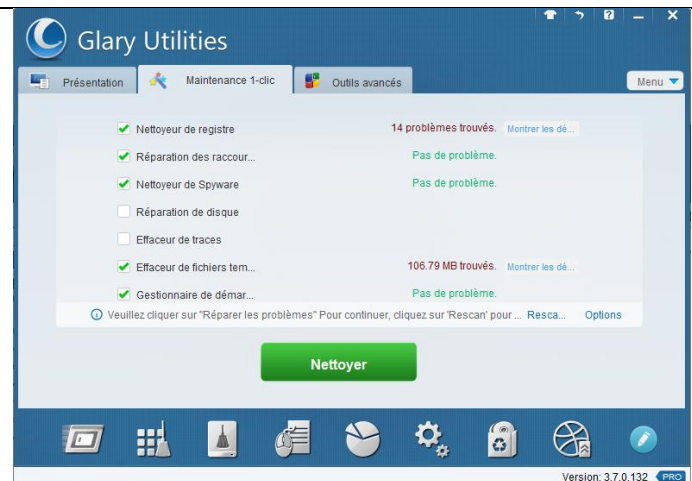 Glary Utilities
Présentation Maintenance 1-clic Outils avancés Menu
Nettoyeur de registre 14 problèmes trouvés. Montrer les dé...
Réparation des raccour... Pas de problème.
Nettoyeur de Spyware Pas de problème.
Réparation de disque
Effaceur de traces
Effaceur de fichiers tem... 106.79 MB trouvés. Montrer les dé...
Gestionnaire de démar... Pas de problème.
Veuillez cliquer sur "Réparer les problèmes" Pour continuer, cliquez sur 'Rescan' pour ... Resca... Options
Nettoyer
Version: 3.7.0.132 PRO